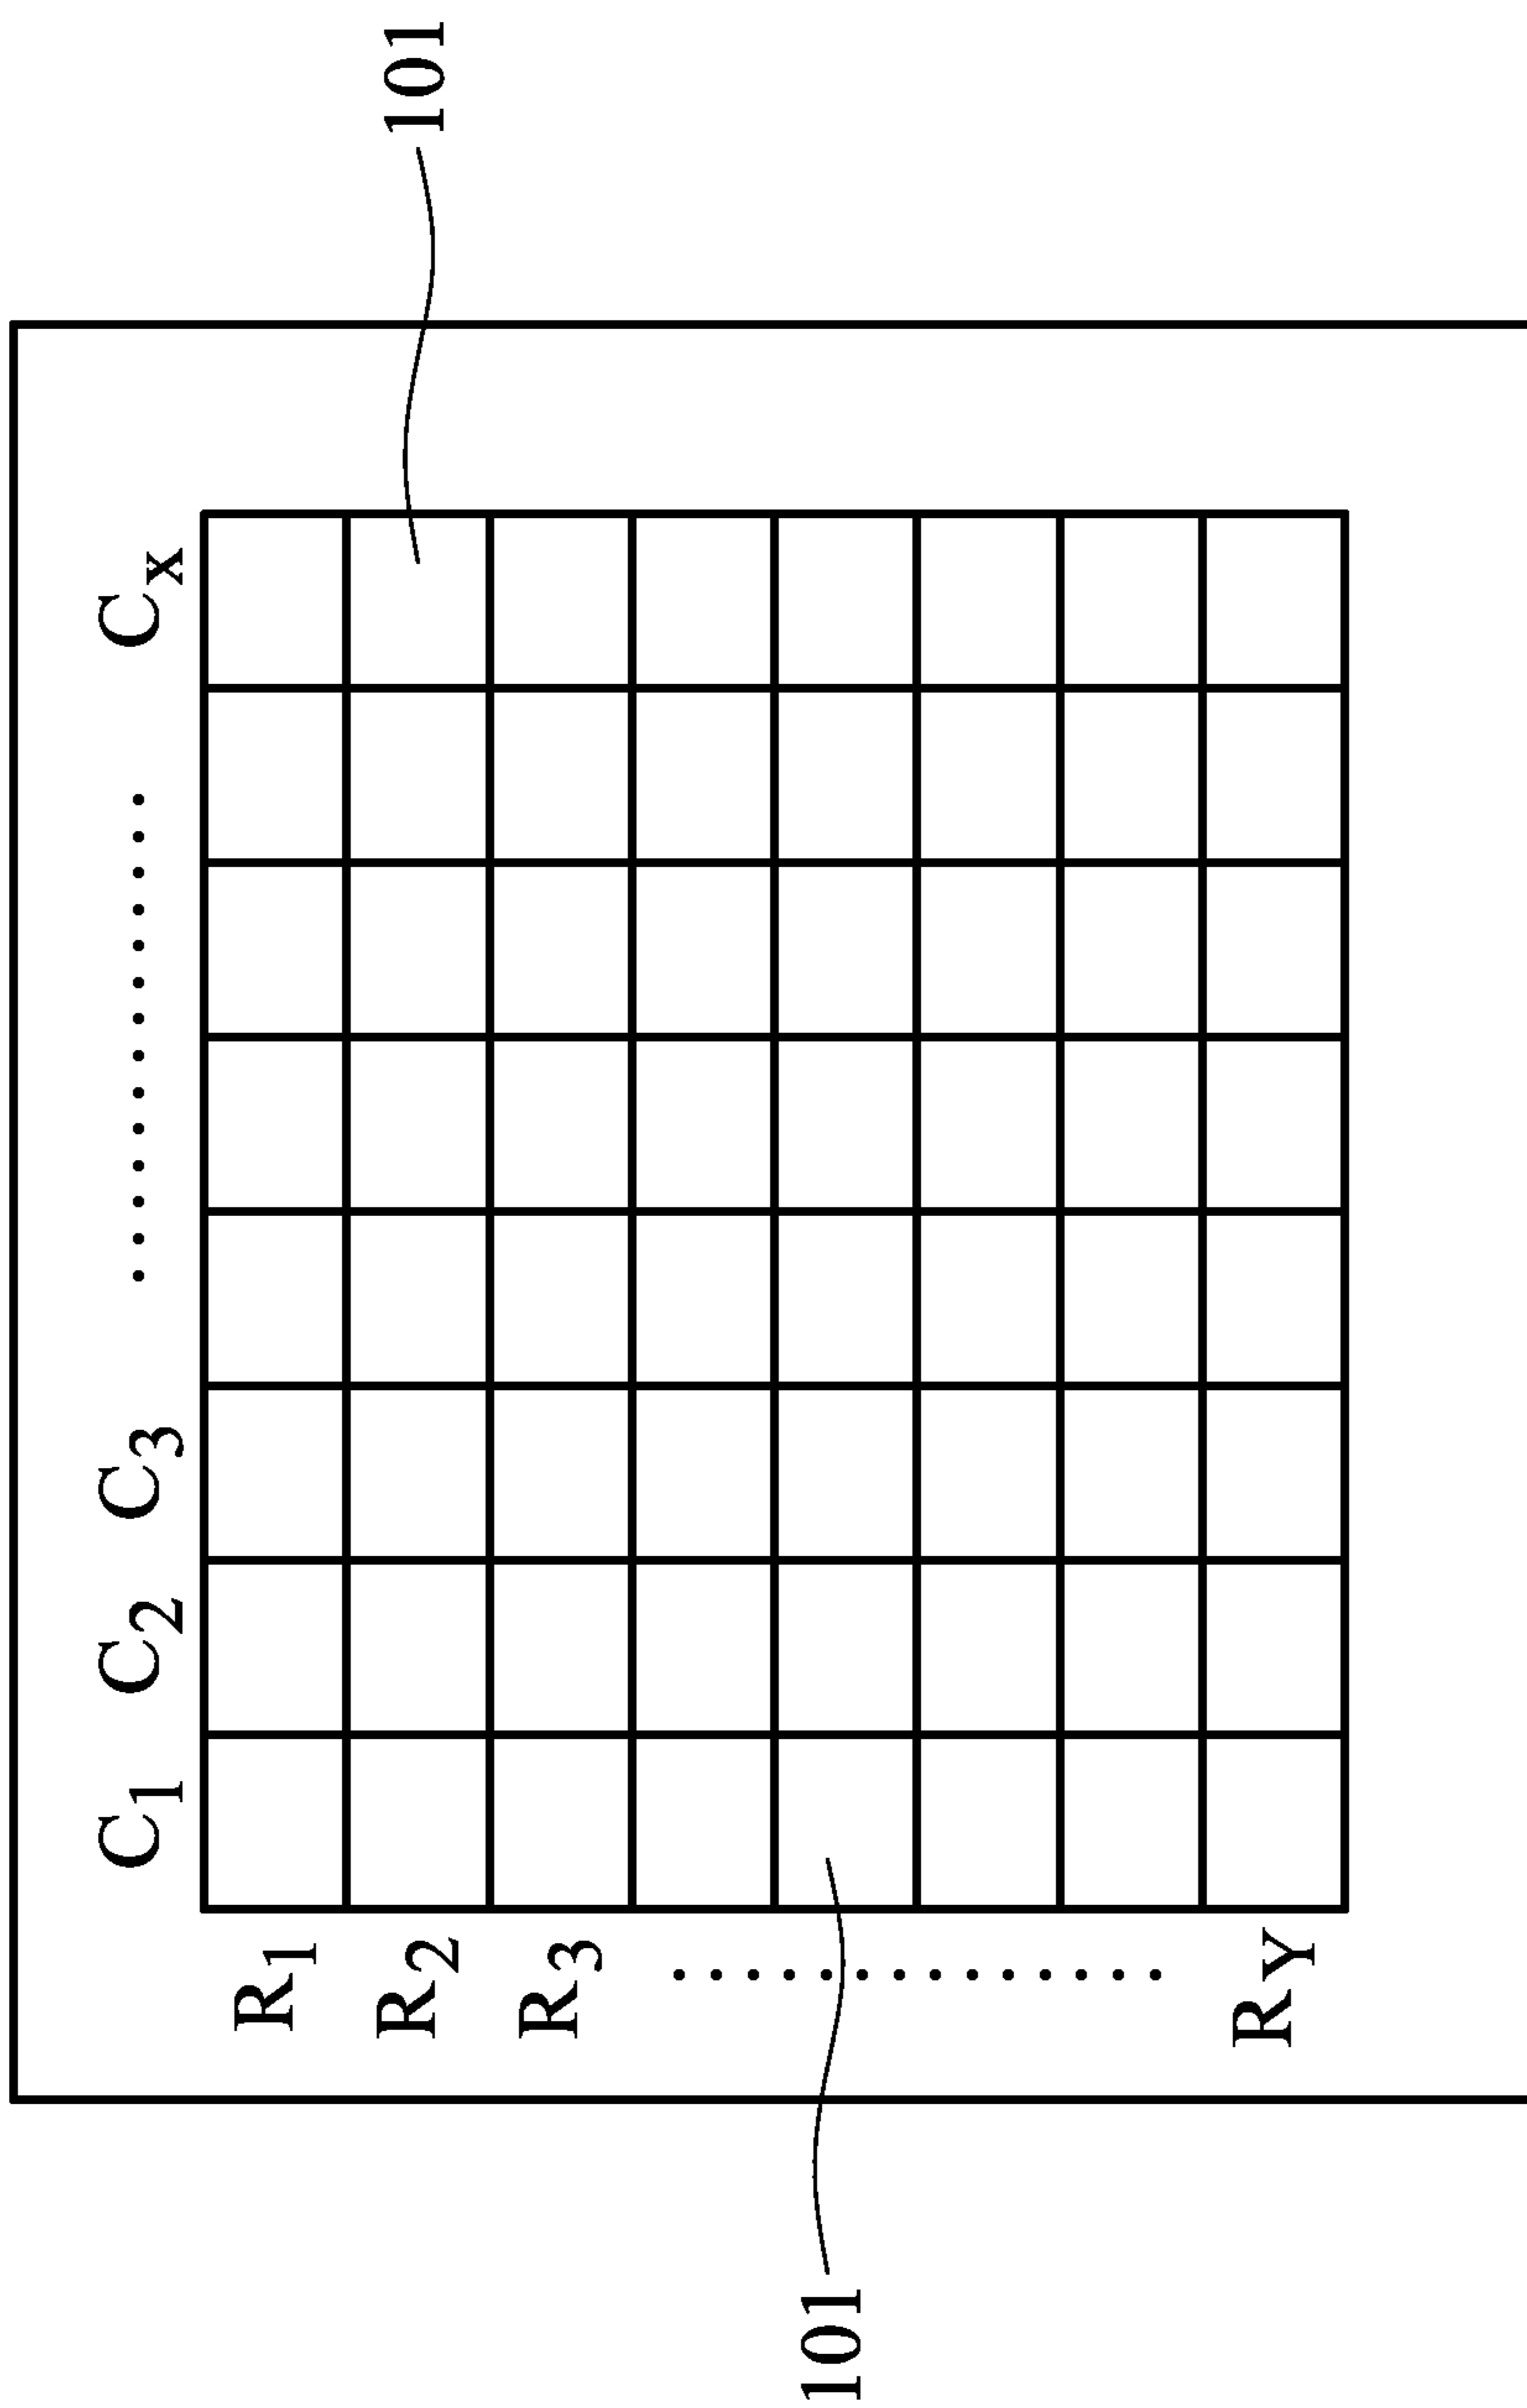 C1 C2 C3 .............. Cx
R1
R2
101
R3
..............
101
RY